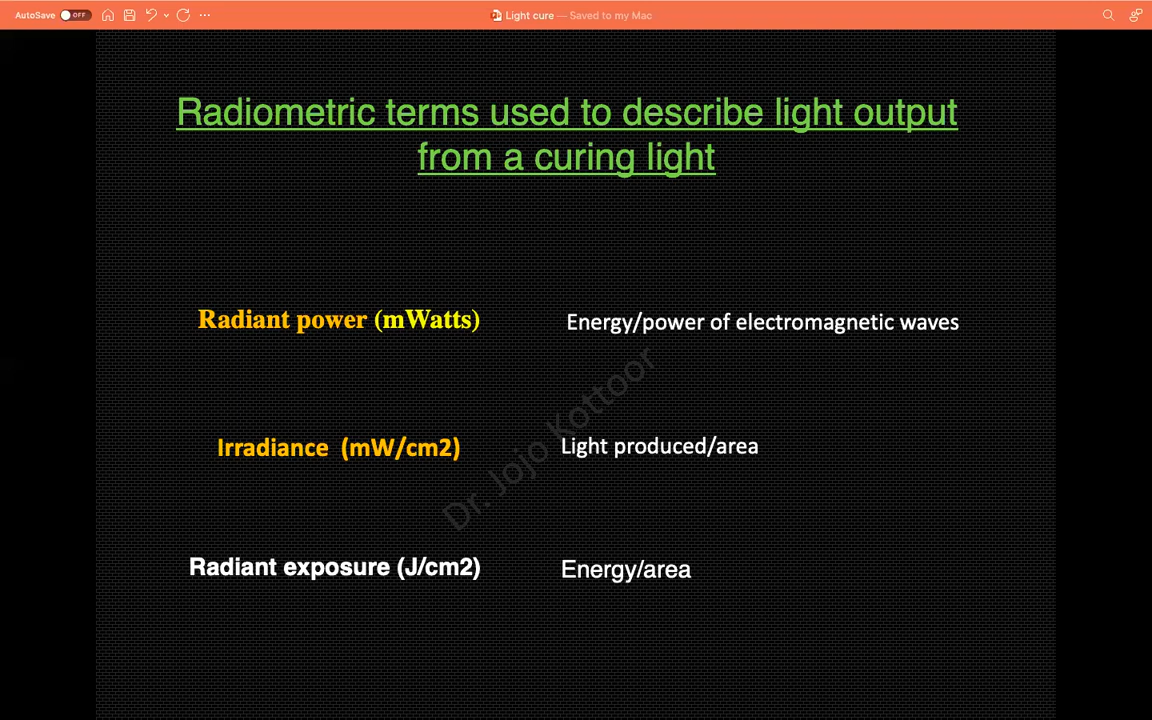 AutoSave OFF
Light cure — Saved to my Mac
Radiometric terms used to describe light output
from a curing light
Radiant power (mWatts)
Energy/power of electromagnetic waves
Irradiance (mW/cm2)
Light produced/area
Radiant exposure (J/cm2)
Energy/area
Dr. Jojo Kottoor